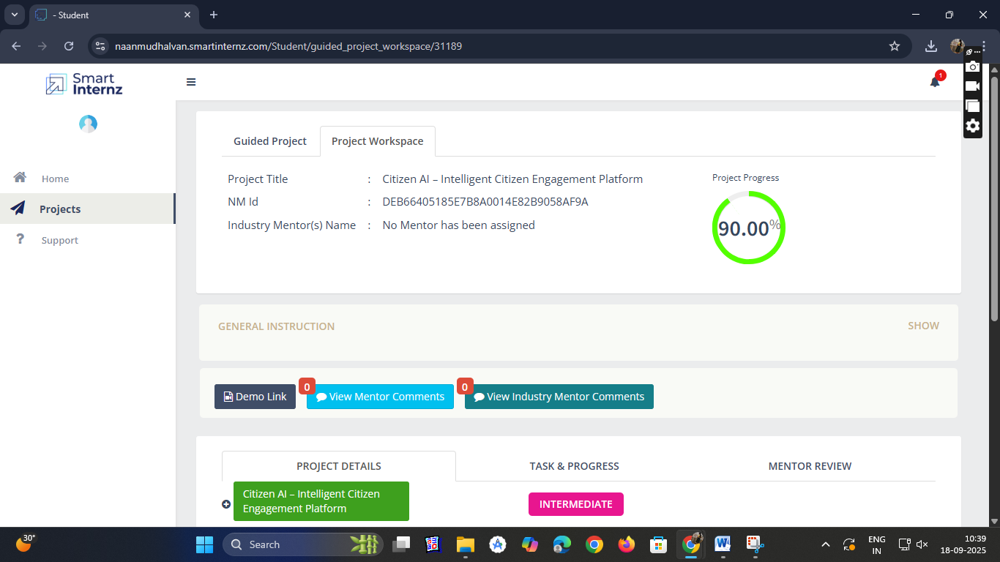 - Student
naanmudhalvan.smartinternz.com/Student/guided_project_workspace/31189
Smart
Internz
1
Home
Projects
Support
Guided Project
Project Workspace
Project Title : Citizen AI – Intelligent Citizen Engagement Platform
NM Id : DEB66405185E7B8A0014E82B9058AF9A
Industry Mentor(s) Name : No Mentor has been assigned
Project Progress
90.00%
GENERAL INSTRUCTION
SHOW
Demo Link
0
View Mentor Comments
0
View Industry Mentor Comments
PROJECT DETAILS
TASK & PROGRESS
MENTOR REVIEW
Citizen AI – Intelligent Citizen
Engagement Platform
INTERMEDIATE
30°
Search
ENG
IN
10:39
18-09-2025